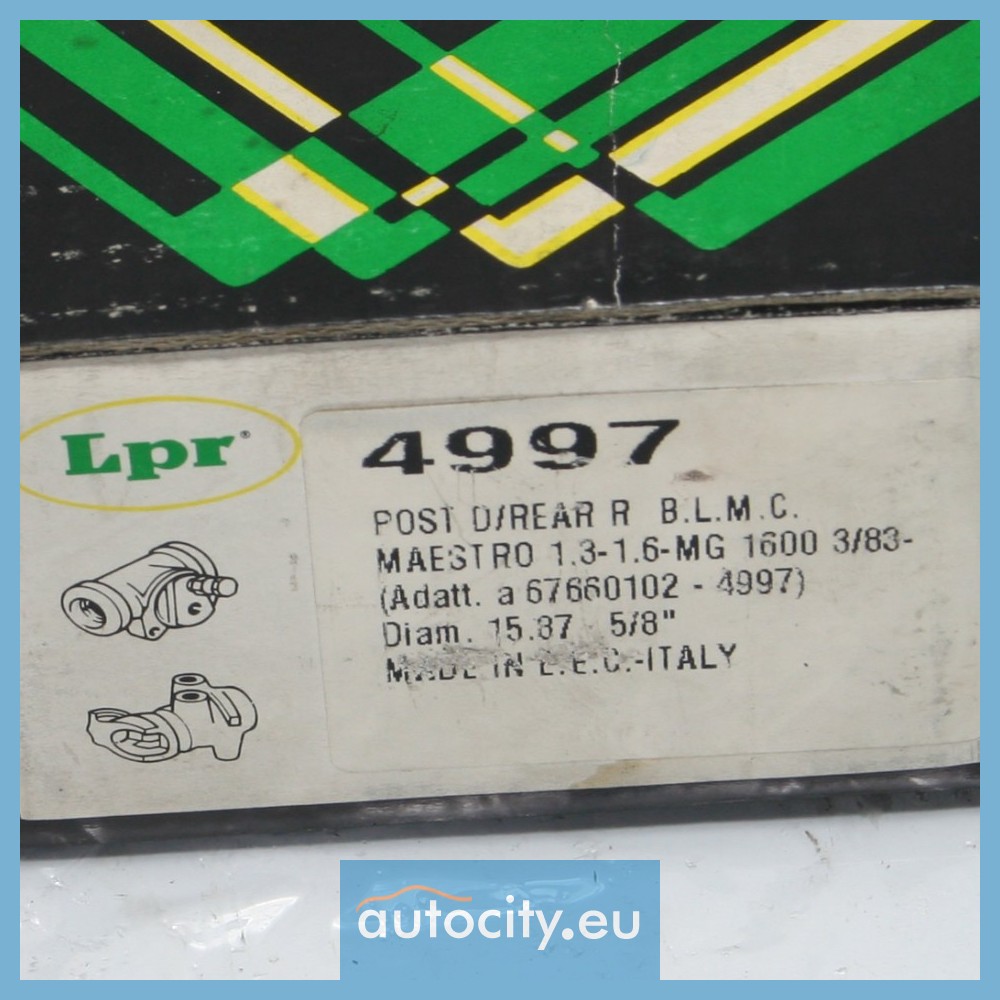 Lpr®
4997
POST D/REAR R B.L.M.C.
MAESTRO 1.3-1.6-MG 1600 3/83-
(Adatt. a 67660102 - 4997)
Diam. 15.87 5/8"
MADE IN E.E.C.-ITALY
autocity.eu